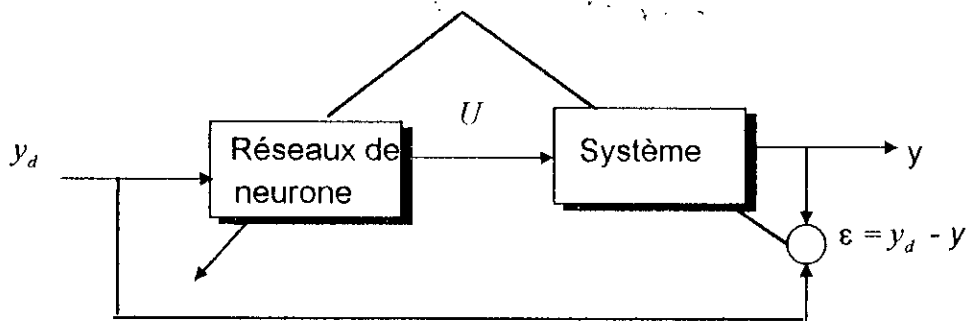 U
y_d
Réseaux de
neurone
Système
y
ε = y_d - y